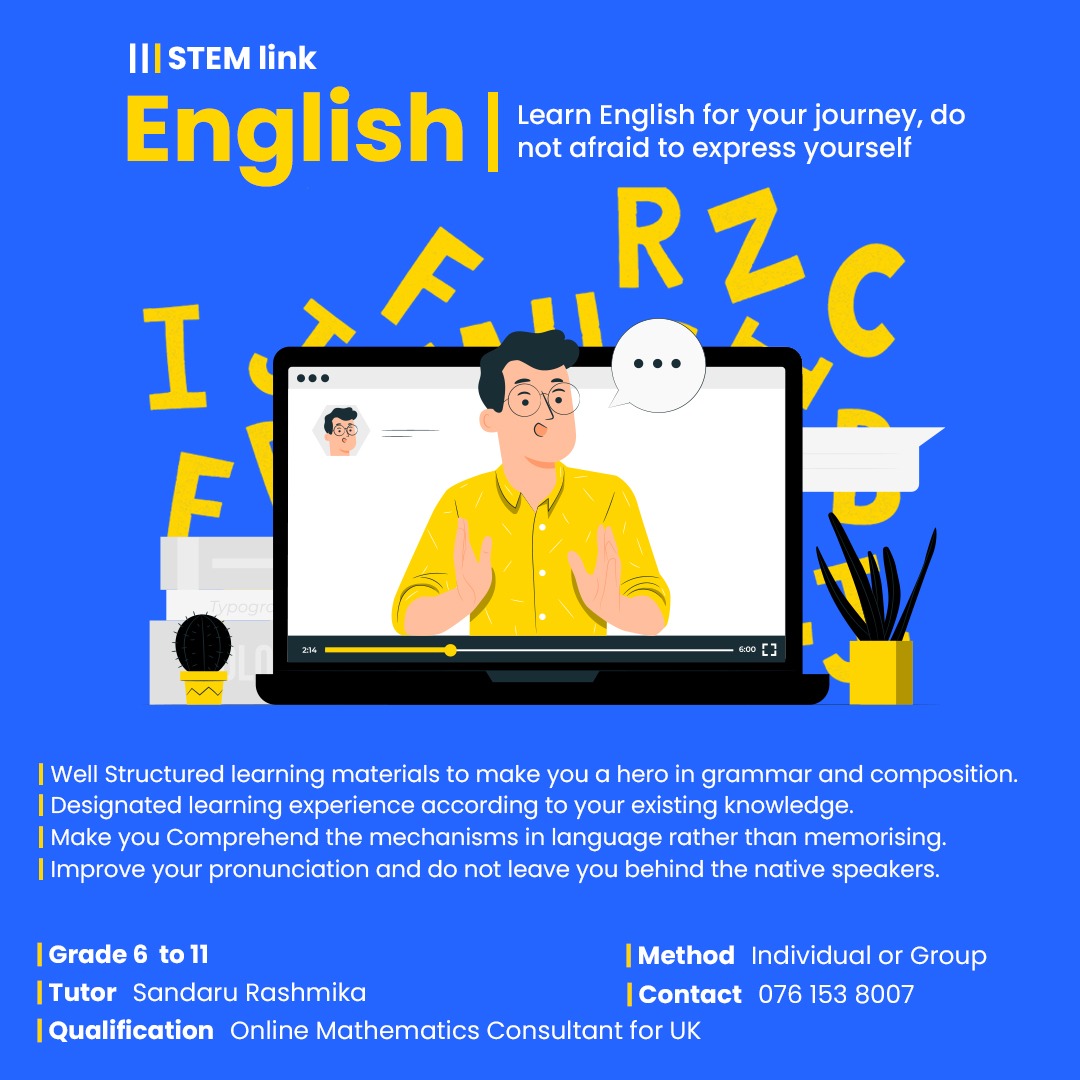 STEM link
English
Learn English for your journey, do
not afraid to express yourself
I
F
R
Z
C
F
B
2:14
6:00
Well Structured learning materials to make you a hero in grammar and composition.
Designated learning experience according to your existing knowledge.
Make you Comprehend the mechanisms in language rather than memorising.
Improve your pronunciation and do not leave you behind the native speakers.
Grade 6 to 11
Tutor Sandaru Rashmika
Qualification Online Mathematics Consultant for UK
Method Individual or Group
Contact 076 153 8007